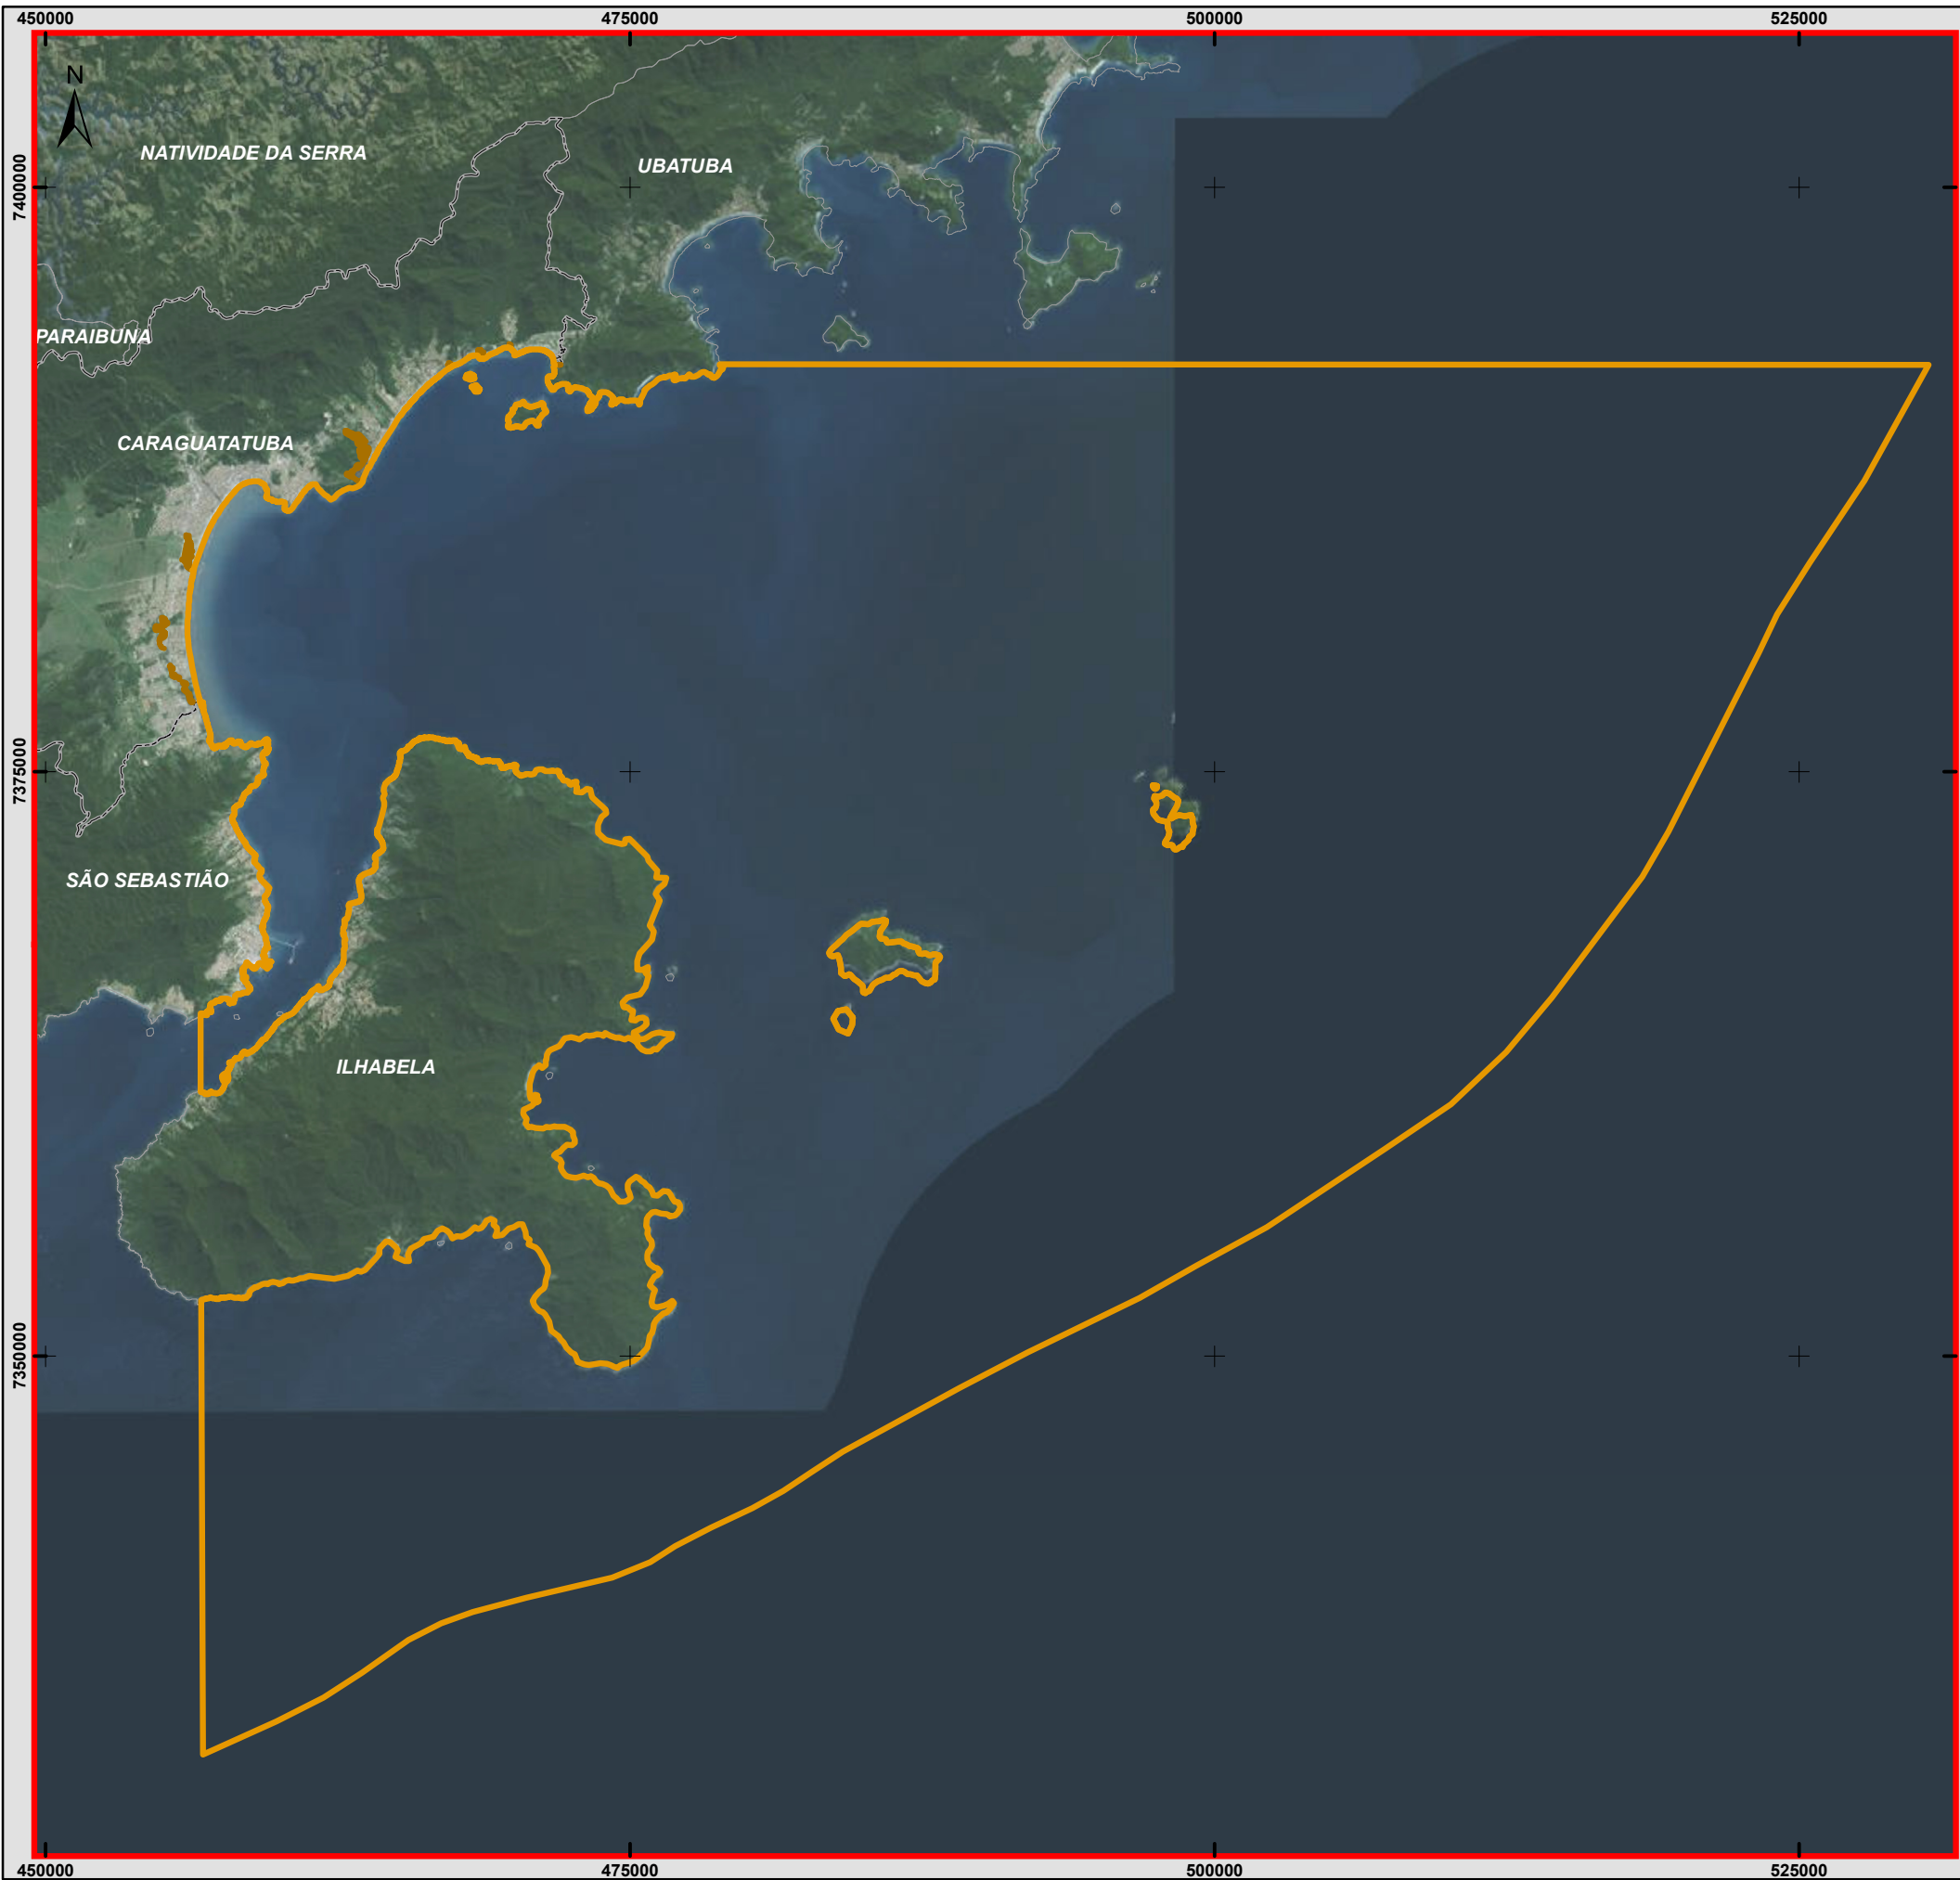 450000 475000 500000 525000
N
NATIVIDADE DA SERRA
UBATUBA
7400000
PARAIBUNA
CARAGUATATUBA
7375000
SÃO SEBASTIÃO
ILHABELA
7350000
450000 475000 500000 525000